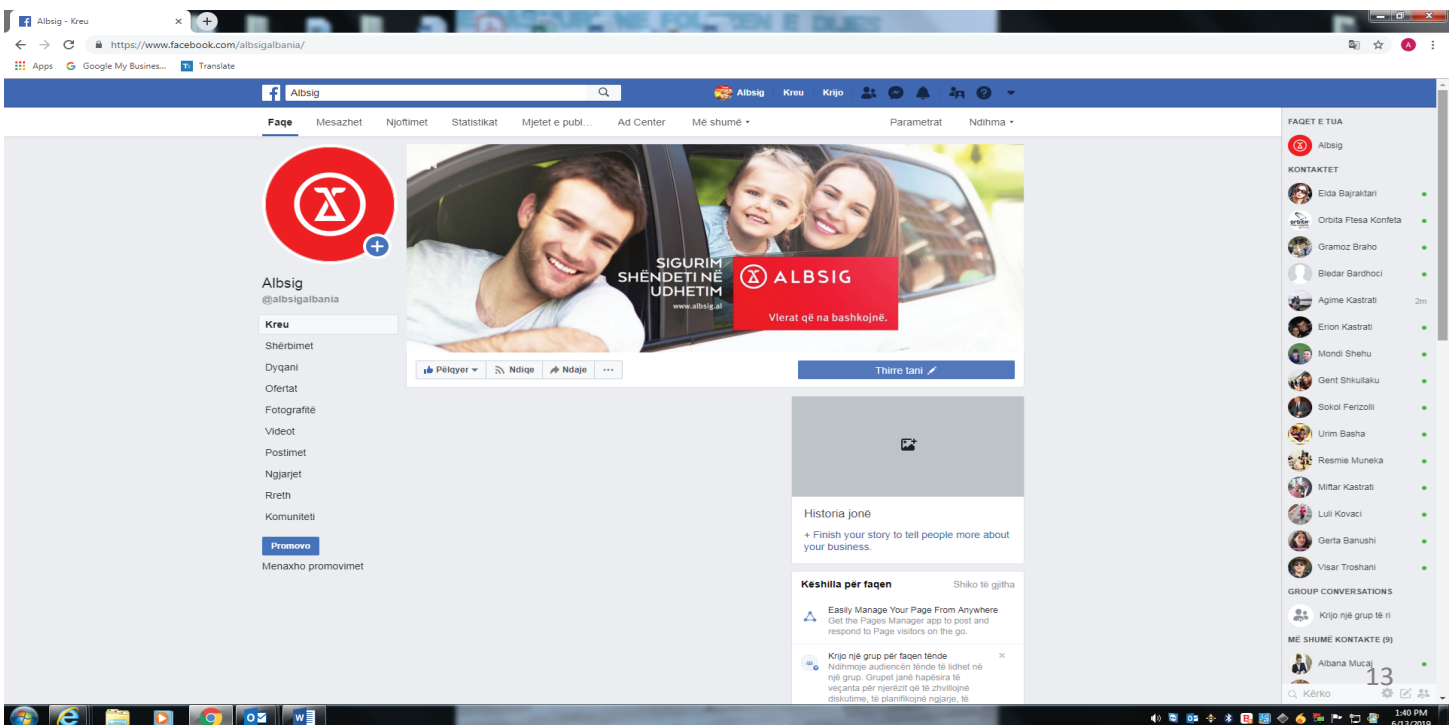 Albsig - Kreu
https://www.facebook.com/albsigalbania/
Apps Google My Busines... Translate
Albsig
Albsig Kreu Krijo
Faqe Mesazhet Njoftimet Statistikat Mjetet e publ... Ad Center Më shumë Parametrat Ndihma
SIGURIM
SHËNDETI NË
UDHETIM
www.albsig.al
ALBSIG
Vlerat që na bashkojnë.
Albsig
@albsigalbania
Kreu
Shërbimet
Dyqani
Ofertat
Fotografitë
Videot
Postimet
Ngjarjet
Rreth
Komuniteti
Promovo
Menaxho promovimet
Pëlqyer Ndiqe Ndaje ...
Thirre tani
Historia jonë
+ Finish your story to tell people more about
your business.
Këshilla për faqen Shiko të gjitha
Easily Manage Your Page From Anywhere
Get the Pages Manager app to post and
respond to Page visitors on the go.
Krijo një grup për faqen tënde
Ndihmoje audiencën tënde të lidhet në
një grup. Grupet janë hapësira të
veçanta për njerëzit që të zhvillojnë
diskutime, të planifikojnë ngjarje, të
FAQET E TUA
Albsig
KONTAKTET
Elda Bajraktari
Orbita Ftesa Konfeta
Gramoz Braho
Bledar Bardhoci
Agime Kastrati 2m
Erion Kastrati
Mondi Shehu
Gent Shkullaku
Sokol Ferizolli
Urim Basha
Resmie Muneka
Miftar Kastrati
Luli Kovaci
Gerta Banushi
Visar Troshani
GROUP CONVERSATIONS
Krijo një grup të ri
MË SHUMË KONTAKTE (9)
Albana Mucaj
13
Kërko
1:40 PM
6/13/2019